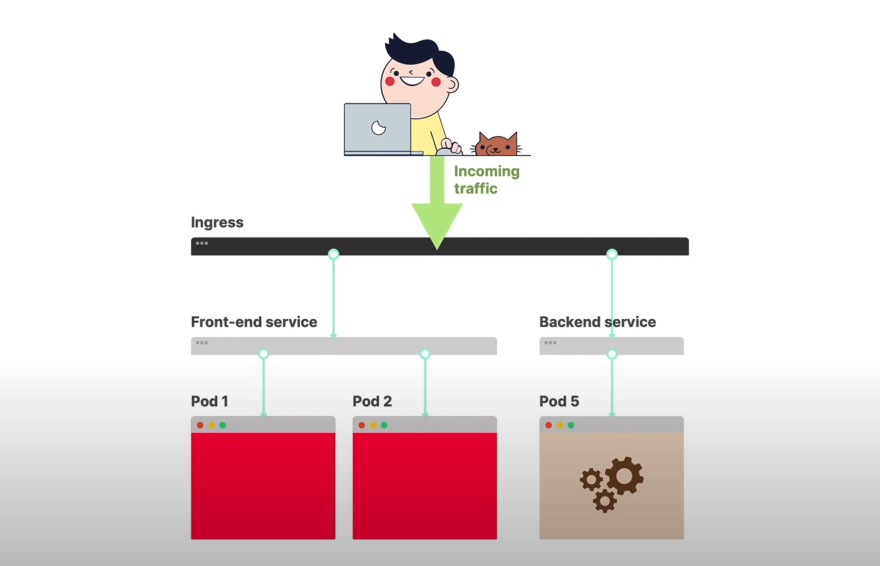 Incoming
traffic
Ingress
Front-end service
Backend service
Pod 1
Pod 2
Pod 5